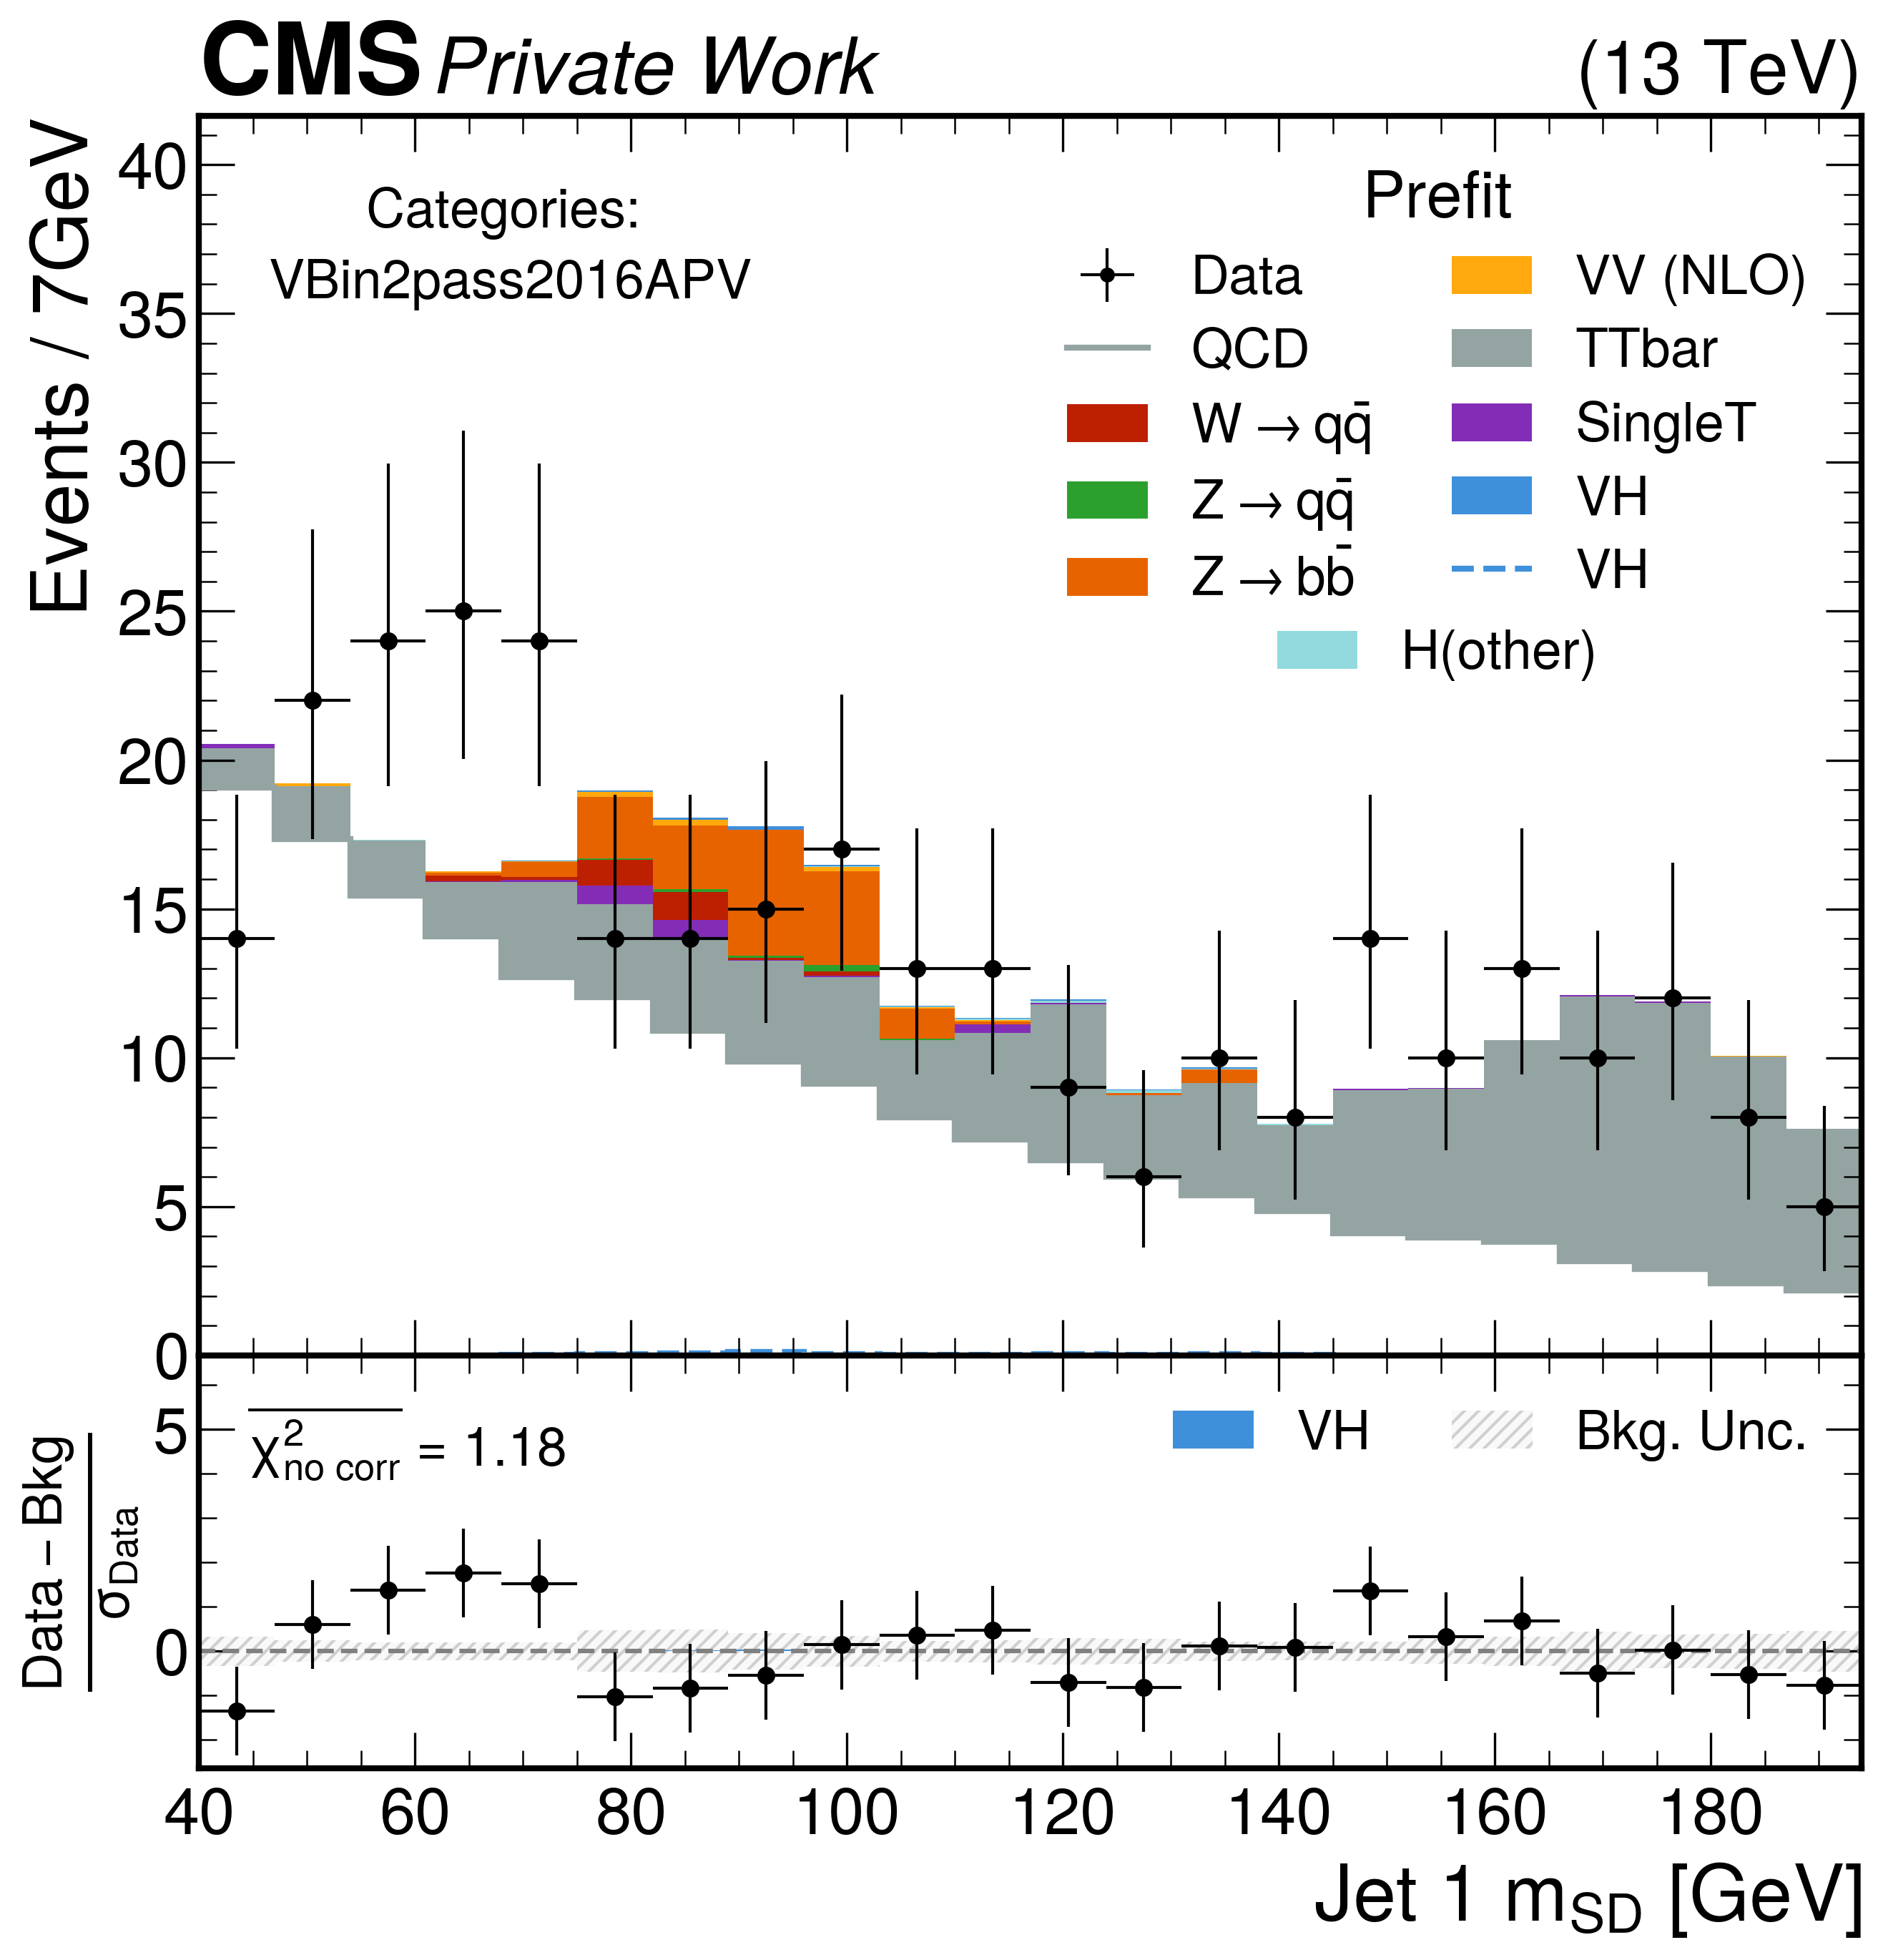 CMS Private Work (13 TeV)
Events / 7GeV
40
35
30
25
20
15
10
5
0
Categories:
VBin2pass2016APV
Prefit
Data
QCD
W → qq̄
Z → qq̄
Z → bb̄
VV (NLO)
TTbar
SingleT
VH
VH
H(other)
Data − Bkg
σData
5
0
χ²no corr = 1.18
VH
Bkg. Unc.
40 60 80 100 120 140 160 180
Jet 1 mSD [GeV]